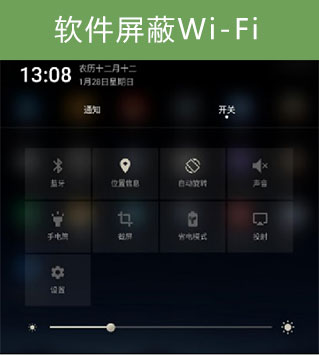 软件屏蔽Wi-Fi
13:08
农历十二月十二
1月28日星期日
通知
开关
蓝牙
位置信息
自动旋转
声音
手电筒
截屏
省电模式
投射
设置